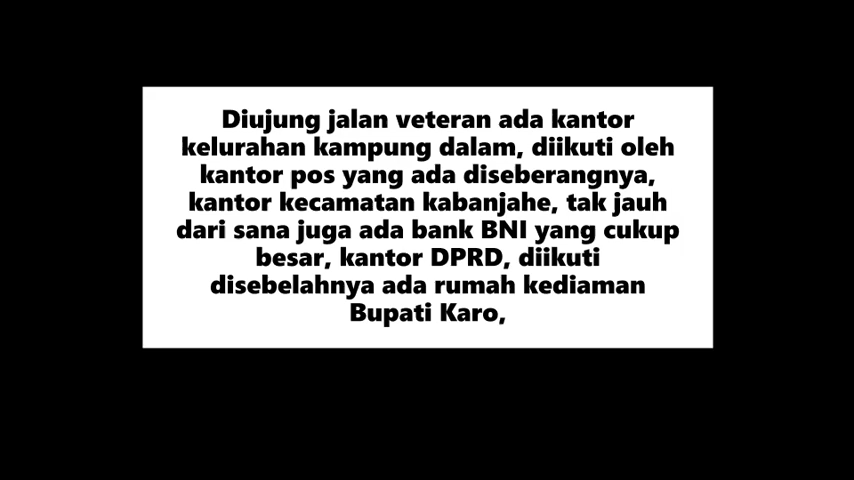 Diujung jalan veteran ada kantor
kelurahan kampung dalam, diikuti oleh
kantor pos yang ada diseberangnya,
kantor kecamatan kabanjahe, tak jauh
dari sana juga ada bank BNI yang cukup
besar, kantor DPRD, diikuti
disebelahnya ada rumah kediaman
Bupati Karo,